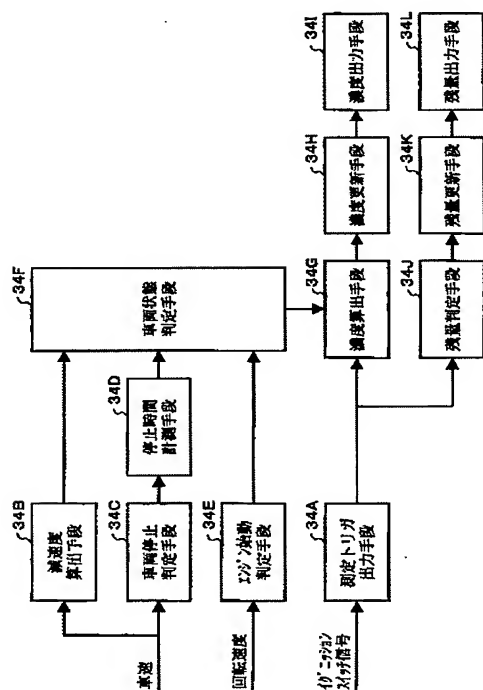 車速
回転速度
イグニッション
スイッチ信号
34B
減速度
算出手段
34C
車両停止
判定手段
34D
停止時間
計測手段
34E
エンジン始動
判定手段
34A
測定トリガ
出力手段
34F
車両状態
判定手段
34G
濃度算出手段
34H
濃度更新手段
34I
濃度出力手段
34J
残量判定手段
34K
残量更新手段
34L
残量出力手段